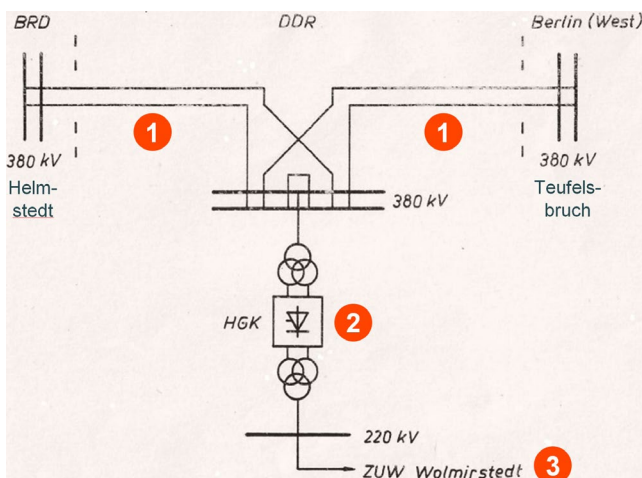 BRD
DDR
Berlin (West)
1
1
380 kV
380 kV
Helm-
stedt
380 kV
Teufels-
bruch
HGK
2
220 kV
ZUW Wolmirstedt
3